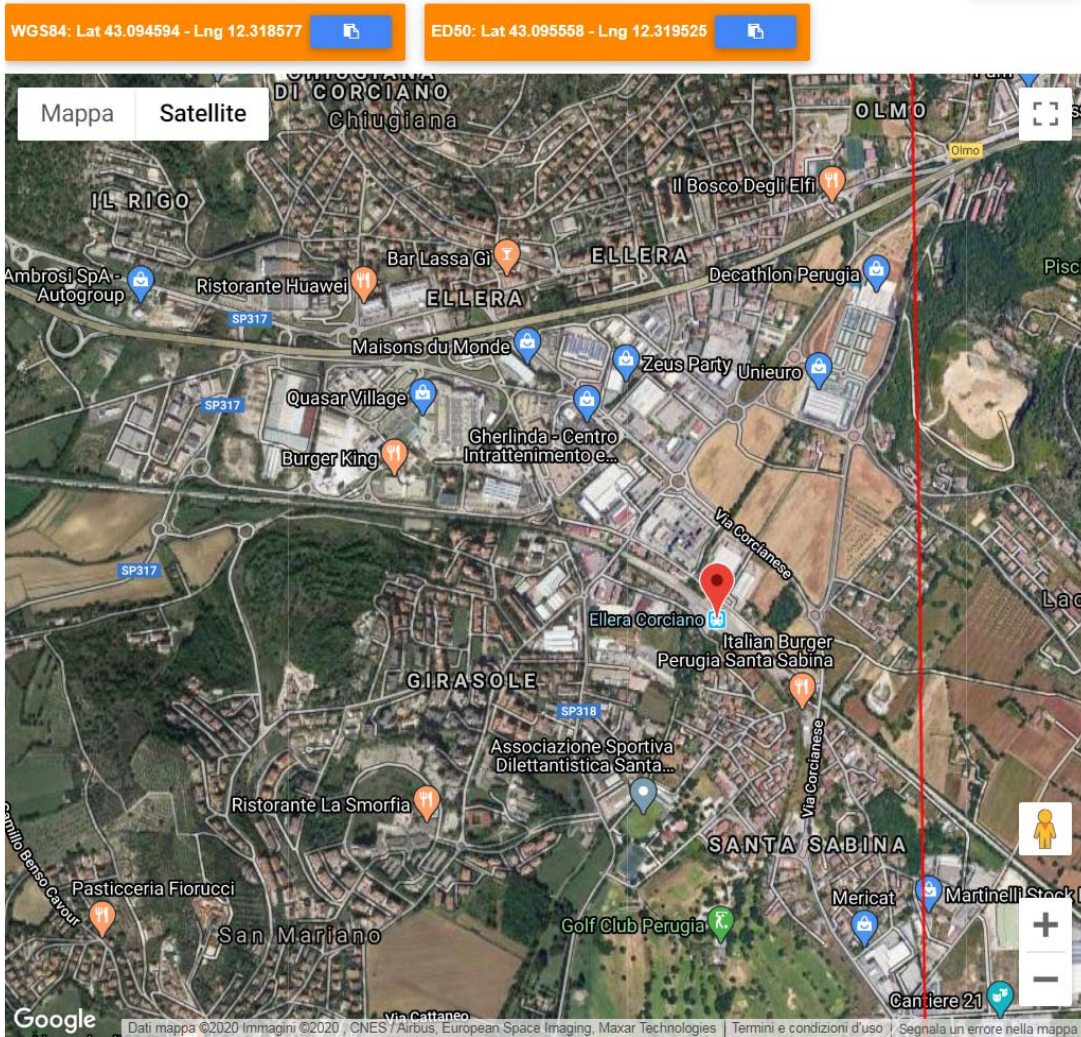 WGS84: Lat 43.094594 - Lng 12.318577
ED50: Lat 43.095558 - Lng 12.319525
Mappa
Satellite
CHIUGIANA
DI CORCIANO
Chiugiana
OLMO
Olmo
Il Bosco Degli Elfi
IL RIGO
Bar Lassa Gì
ELLERA
Decathlon Perugia
Ambrosi SpA -
Autogroup
Ristorante Huawei
ELLERA
SP317
Maisons du Monde
Zeus Party
Unieuro
Quasar Village
SP317
Gherlinda - Centro
Intrattenimento e...
Burger King
Via Corcianese
SP317
Ellera Corciano
Italian Burger
Perugia Santa Sabina
GIRASOLE
SP318
Associazione Sportiva
Dilettantistica Santa...
Via Corcianese
Ristorante La Smorfia
SANTA SABINA
Camillo Benso Cavour
Pasticceria Fiorucci
Mericat
Martinelli Stock
San Mariano
Golf Club Perugia
Cantiere 21
Via Cattaneo
Google
Dati mappa ©2020 Immagini ©2020 , CNES / Airbus, European Space Imaging, Maxar Technologies
Termini e condizioni d'uso
Segnala un errore nella mappa